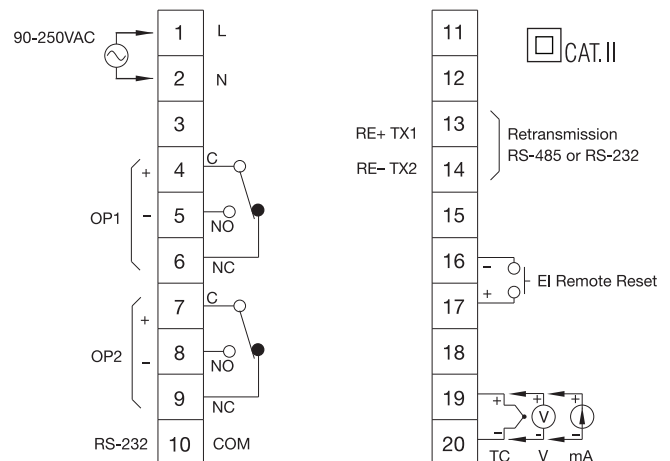 90-250VAC
1 L
2 N
3
4 C
+
5 NO
−
OP1
6 NC
7 C
+
8 NO
−
OP2
9 NC
RS-232 10 COM
11
CAT.II
12
RE+ TX1 13
Retransmission
RS-485 or RS-232
RE− TX2 14
15
16 -
EI Remote Reset
17 +
18
19 + + +
V
20 − - -
TC V mA